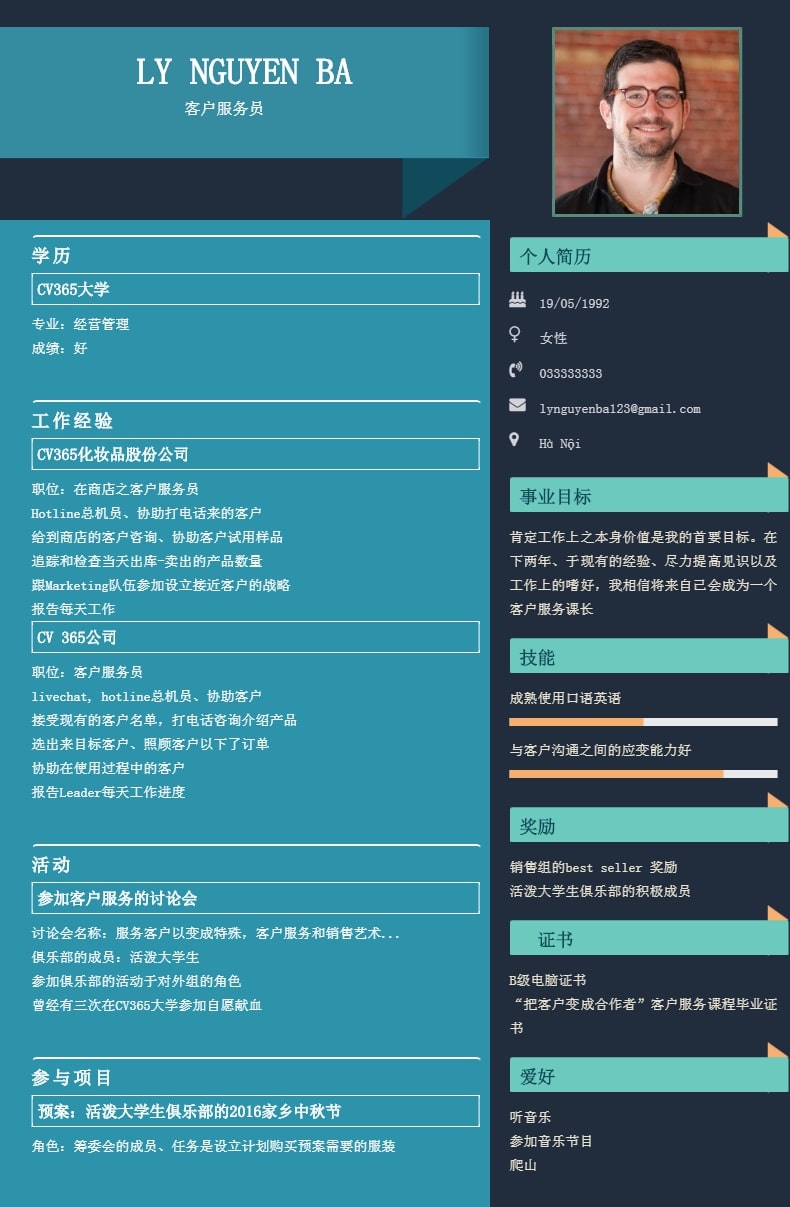 LY NGUYEN BA
客户服务员
学历
CV365大学
专业：经营管理
成绩：好
工作经验
CV365化妆品股份公司
职位：在商店之客户服务员
Hotline总机员、协助打电话来的客户
给到商店的客户咨询、协助客户试用样品
追踪和检查当天出库-卖出的产品数量
跟Marketing队伍参加设立接近客户的战略
报告每天工作
CV 365公司
职位：客户服务员
livechat, hotline总机员、协助客户
接受现有的客户名单，打电话咨询介绍产品
选出来目标客户、照顾客户以下了订单
协助在使用过程中的客户
报告Leader每天工作进度
活动
参加客户服务的讨论会
讨论会名称：服务客户以变成特殊，客户服务和销售艺术...
俱乐部的成员：活泼大学生
参加俱乐部的活动于对外组的角色
曾经有三次在CV365大学参加自愿献血
参与项目
预案：活泼大学生俱乐部的2016家乡中秋节
角色：筹委会的成员、任务是设立计划购买预案需要的服装
个人简历
19/05/1992
女性
033333333
lynguyenba123@gmail.com
Hà Nội
事业目标
肯定工作上之本身价值是我的首要目标。在
下两年、于现有的经验、尽力提高见识以及
工作上的嗜好，我相信将来自己会成为一个
客户服务课长
技能
成熟使用口语英语
与客户沟通之间的应变能力好
奖励
销售组的best seller 奖励
活泼大学生俱乐部的积极成员
证书
B级电脑证书
“把客户变成合作者”客户服务课程毕业证
书
爱好
听音乐
参加音乐节目
爬山